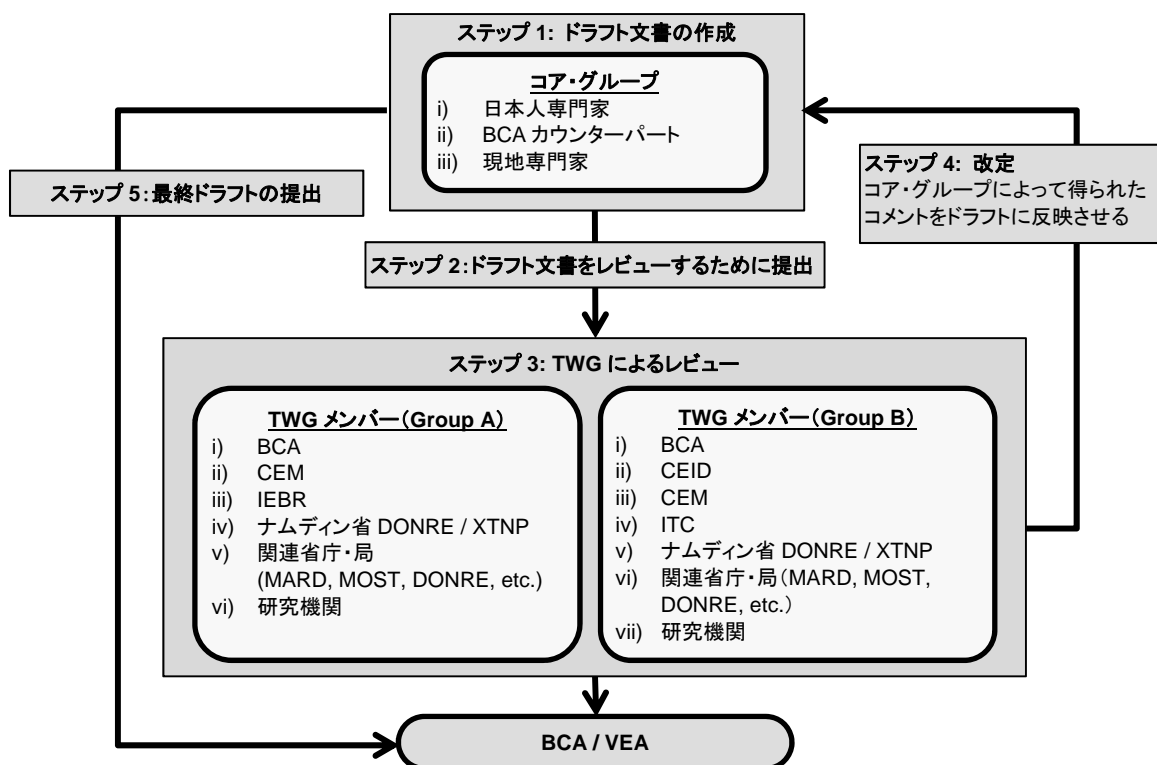 ステップ 1: ドラフト文書の作成
コア・グループ
i) 日本人専門家
ii) BCA カウンターパート
iii) 現地専門家
ステップ 4: 改定
コア・グループによって得られた
コメントをドラフトに反映させる
ステップ 5:最終ドラフトの提出
ステップ 2:ドラフト文書をレビューするために提出
ステップ 3: TWG によるレビュー
TWG メンバー(Group A)
i) BCA
ii) CEM
iii) IEBR
iv) ナムディン省 DONRE / XTNP
v) 関連省庁・局
(MARD, MOST, DONRE, etc.)
vi) 研究機関
TWG メンバー(Group B)
i) BCA
ii) CEID
iii) CEM
iv) ITC
v) ナムディン省 DONRE / XTNP
vi) 関連省庁・局(MARD, MOST,
DONRE, etc.)
vii) 研究機関
BCA / VEA